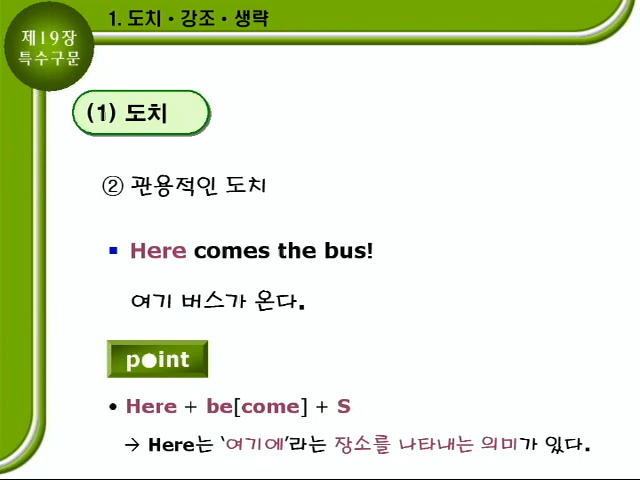 제19장
특수구문
1. 도치 • 강조 • 생략
(1) 도치
② 관용적인 도치
▪ Here comes the bus!
여기 버스가 온다.
point
• Here + be[come] + S
→ Here는 ‘여기에’라는 장소를 나타내는 의미가 있다.